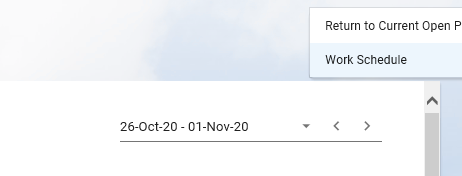 Return to Current Open P
Work Schedule
26-Oct-20 - 01-Nov-20